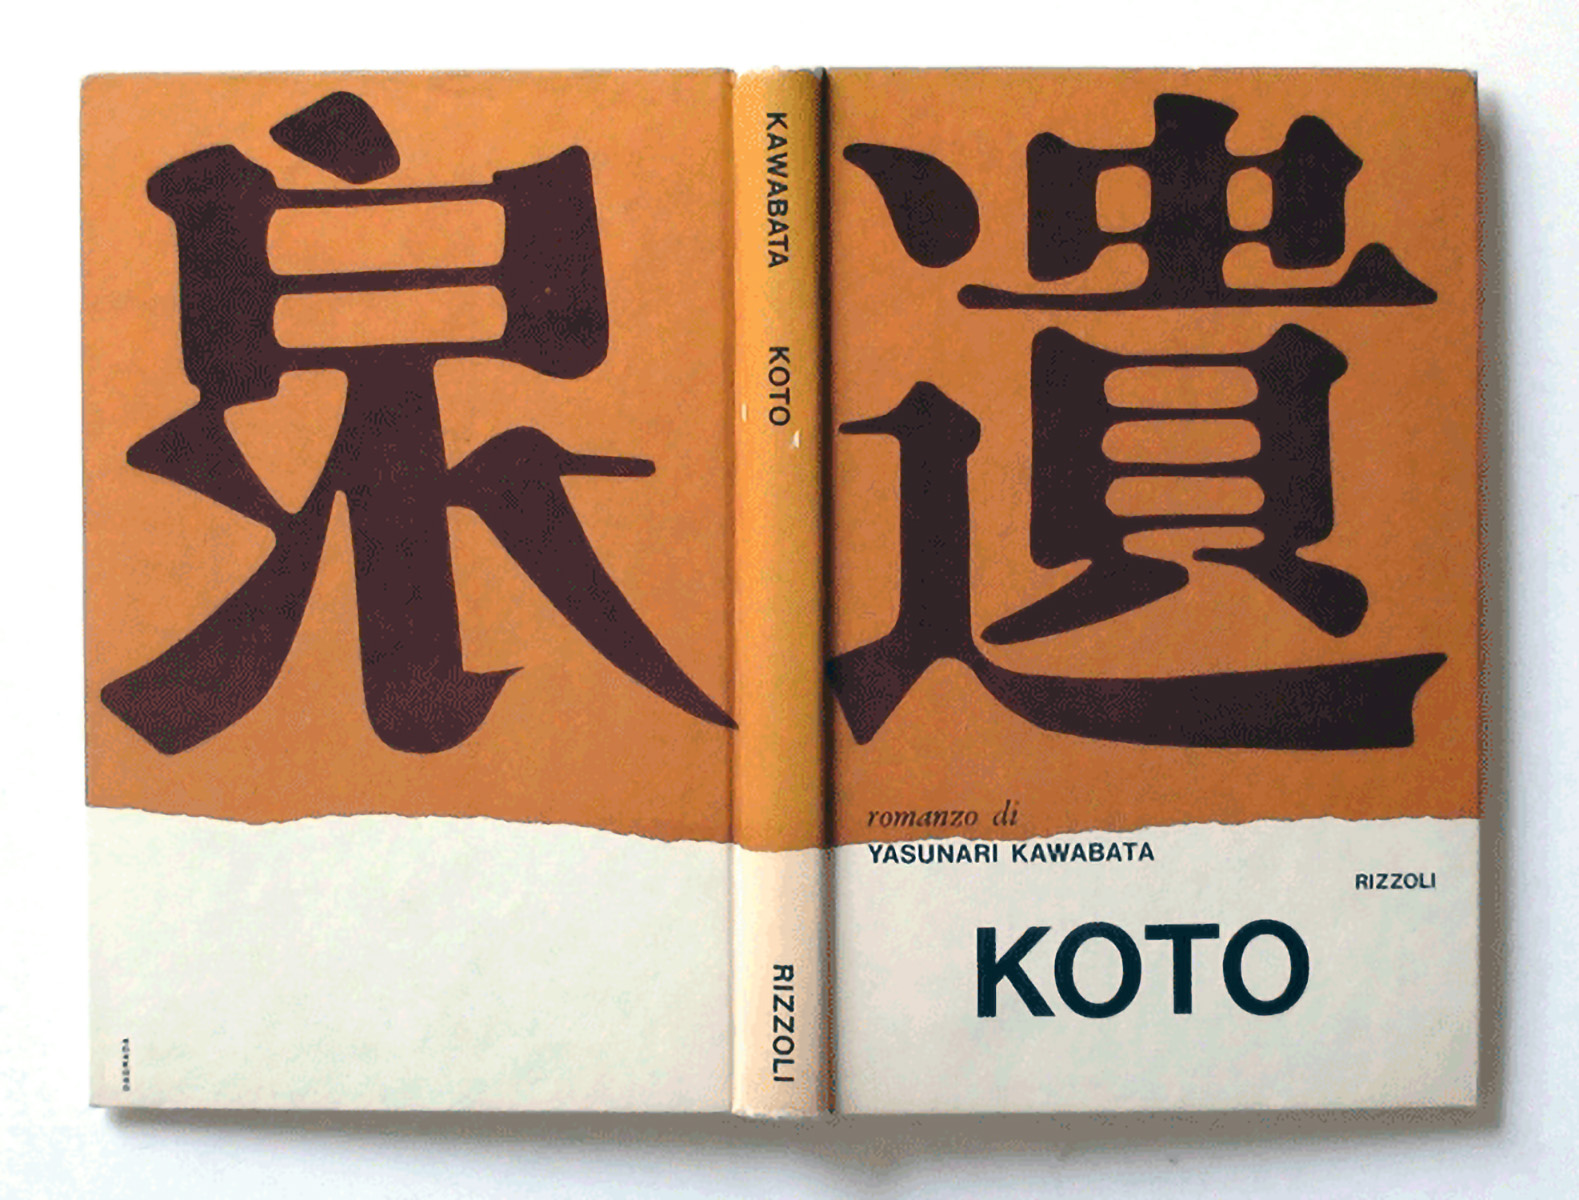 泉
KAWABATA KOTO
RIZZOLI
遺
romanzo di
YASUNARI KAWABATA
RIZZOLI
KOTO